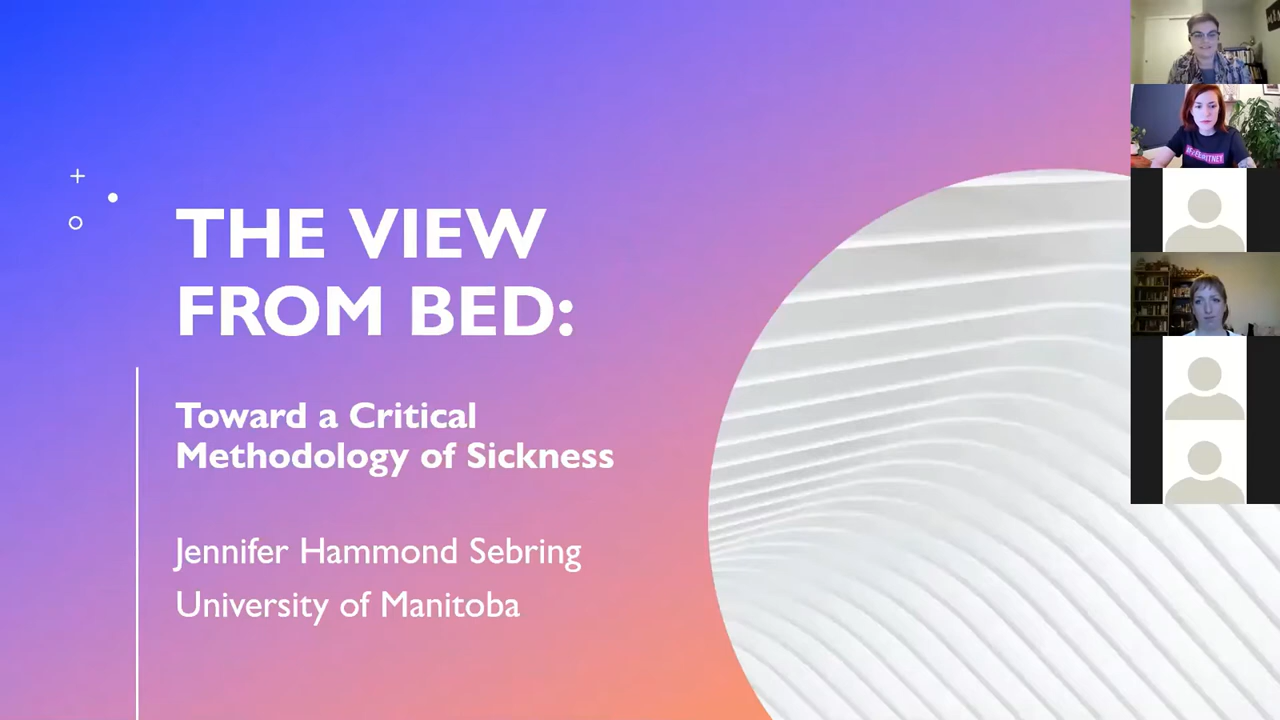 THE VIEW
FROM BED:
Toward a Critical
Methodology of Sickness
Jennifer Hammond Sebring
University of Manitoba